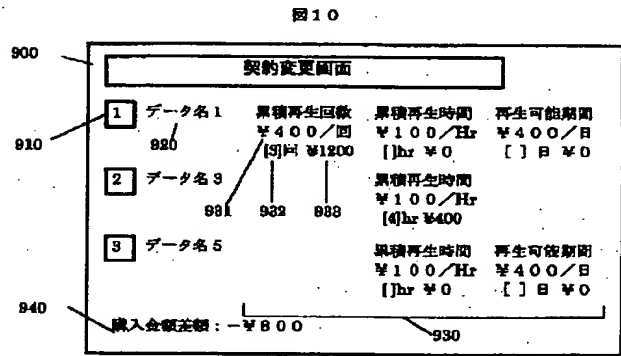 図10
900
契約変更画面
1 データ名1 累積再生回数 累積再生時間 再生可能期間
¥400/回 ¥100/Hr ¥400/日
910 920 [3]回 ¥1200 []hr ¥0 [ ]日 ¥0
2 データ名3 累積再生時間
¥100/Hr
931 932 933 [4]hr ¥400
3 データ名5 累積再生時間 再生可能期間
¥100/Hr ¥400/日
[]hr ¥0 [ ]日 ¥0
940
購入金額差額:-¥800 930